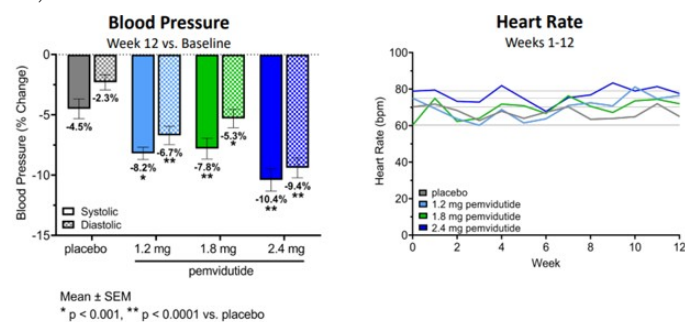 Blood Pressure
Week 12 vs. Baseline
Blood Pressure (% Change)
0
-5
-10
-15
-4.5%
-2.3%
-8.2%
*
-6.7%
**
-7.8%
**
-5.3%
*
-10.4%
**
-9.4%
**
Systolic
Diastolic
placebo
1.2 mg
1.8 mg
2.4 mg
pemvidutide
Mean ± SEM
* p < 0.001, ** p < 0.0001 vs. placebo
Heart Rate
Weeks 1-12
Heart Rate (bpm)
100
80
60
40
20
0
placebo
1.2 mg pemvidutide
1.8 mg pemvidutide
2.4 mg pemvidutide
0 2 4 6 8 10 12
Week